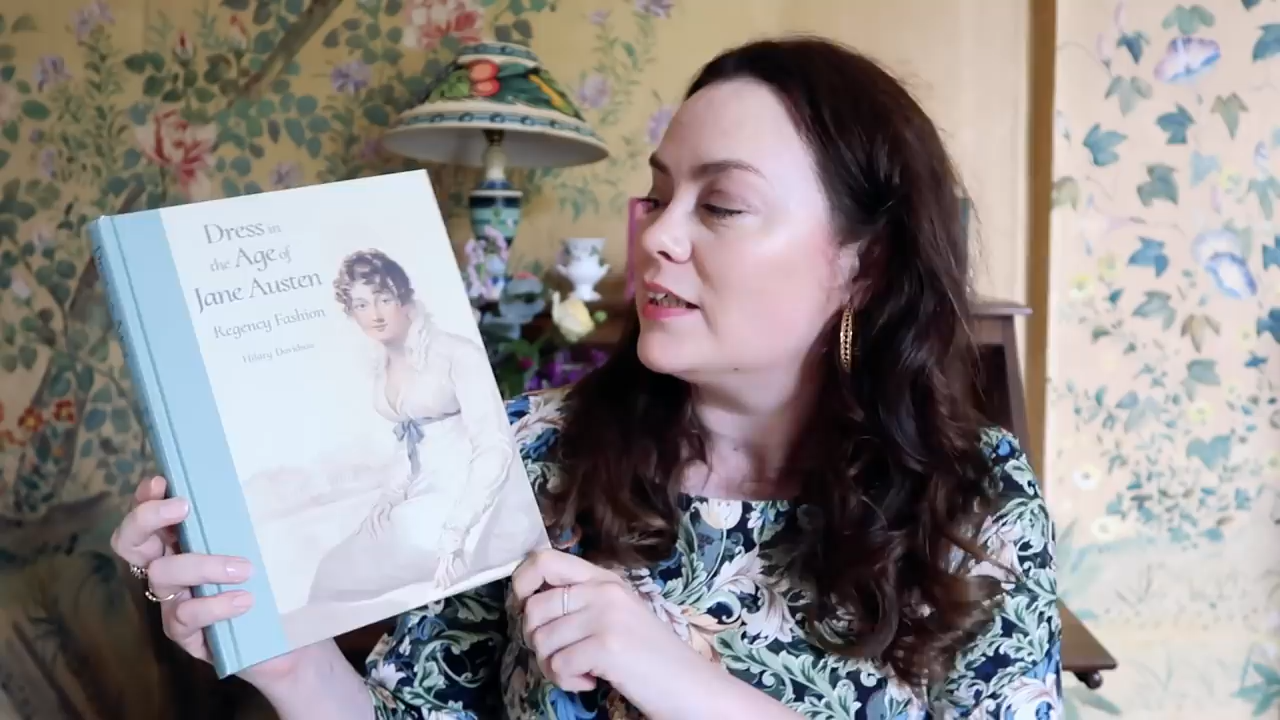 Dress in
the Age of
Jane Austen
Regency Fashion
Hilary Davidson